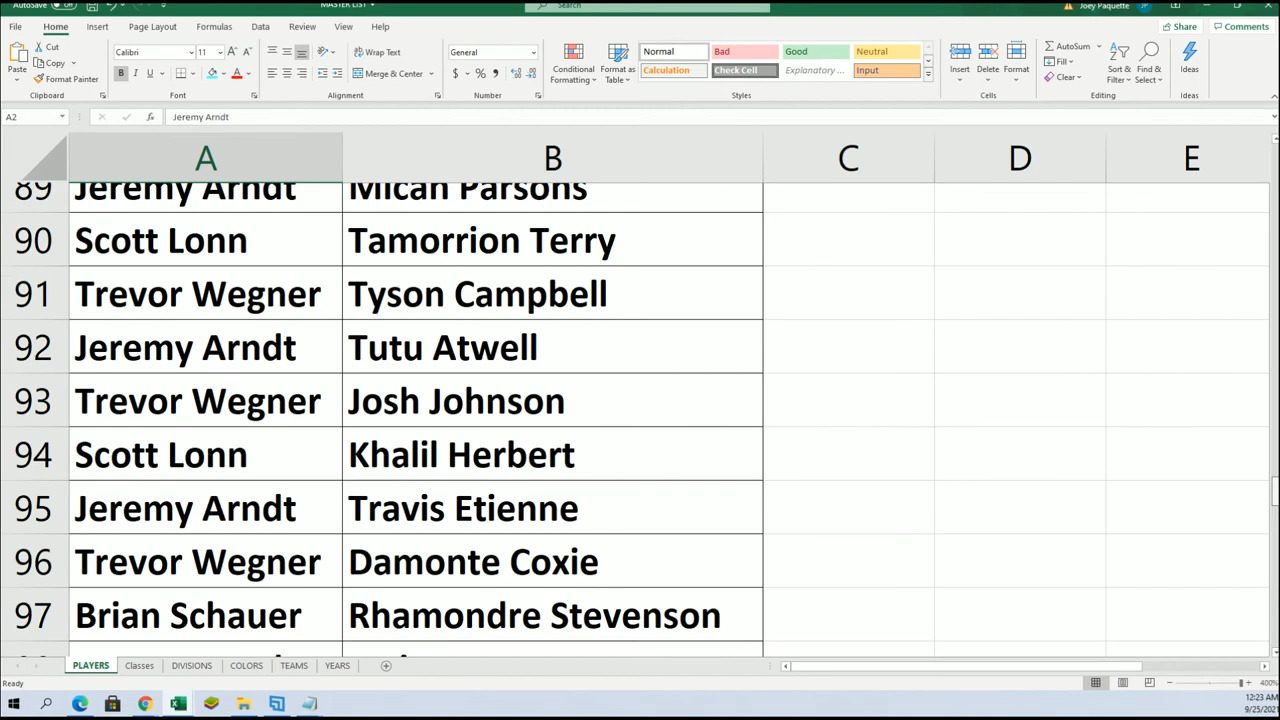 AutoSave Off MASTER LIST Search Joey Paquette
File Home Insert Page Layout Formulas Data Review View Help Share Comments
Cut Calibri 11 Wrap Text General Normal Bad Good Neutral AutoSum
Copy Fill
Paste Format Painter B I U Merge & Center $ % Conditional Formatting Format as Table Calculation Check Cell Explanatory ... Input Insert Delete Format Clear Sort & Filter Find & Select Ideas
Clipboard Font Alignment Number Styles Cells Editing Ideas
A2 fx Jeremy Arndt
A B C D E
89 Jeremy Arndt Micah Parsons
90 Scott Lonn Tamorrion Terry
91 Trevor Wegner Tyson Campbell
92 Jeremy Arndt Tutu Atwell
93 Trevor Wegner Josh Johnson
94 Scott Lonn Khalil Herbert
95 Jeremy Arndt Travis Etienne
96 Trevor Wegner Damonte Coxie
97 Brian Schauer Rhamondre Stevenson
PLAYERS Classes DIVISIONS COLORS TEAMS YEARS
Ready 400%
12:23 AM